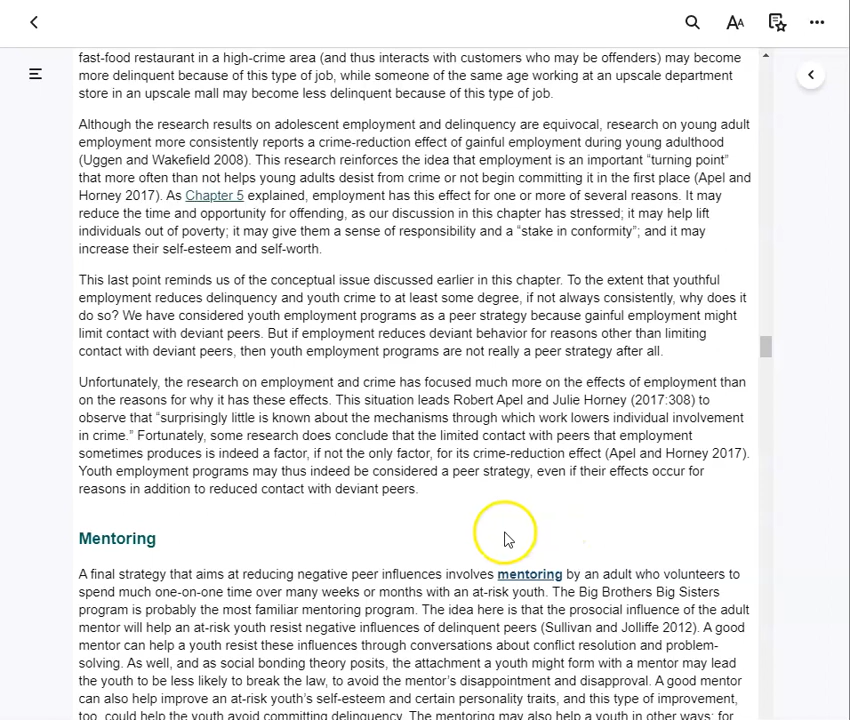 fast-food restaurant in a high-crime area (and thus interacts with customers who may be offenders) may become
more delinquent because of this type of job, while someone of the same age working at an upscale department
store in an upscale mall may become less delinquent because of this type of job.
Although the research results on adolescent employment and delinquency are equivocal, research on young adult
employment more consistently reports a crime-reduction effect of gainful employment during young adulthood
(Uggen and Wakefield 2008). This research reinforces the idea that employment is an important “turning point”
that more often than not helps young adults desist from crime or not begin committing it in the first place (Apel and
Horney 2017). As Chapter 5 explained, employment has this effect for one or more of several reasons. It may
reduce the time and opportunity for offending, as our discussion in this chapter has stressed; it may help lift
individuals out of poverty; it may give them a sense of responsibility and a “stake in conformity”; and it may
increase their self-esteem and self-worth.
This last point reminds us of the conceptual issue discussed earlier in this chapter. To the extent that youthful
employment reduces delinquency and youth crime to at least some degree, if not always consistently, why does it
do so? We have considered youth employment programs as a peer strategy because gainful employment might
limit contact with deviant peers. But if employment reduces deviant behavior for reasons other than limiting
contact with deviant peers, then youth employment programs are not really a peer strategy after all.
Unfortunately, the research on employment and crime has focused much more on the effects of employment than
on the reasons for why it has these effects. This situation leads Robert Apel and Julie Horney (2017:308) to
observe that “surprisingly little is known about the mechanisms through which work lowers individual involvement
in crime.” Fortunately, some research does conclude that the limited contact with peers that employment
sometimes produces is indeed a factor, if not the only factor, for its crime-reduction effect (Apel and Horney 2017).
Youth employment programs may thus indeed be considered a peer strategy, even if their effects occur for
reasons in addition to reduced contact with deviant peers.
Mentoring
A final strategy that aims at reducing negative peer influences involves mentoring by an adult who volunteers to
spend much one-on-one time over many weeks or months with an at-risk youth. The Big Brothers Big Sisters
program is probably the most familiar mentoring program. The idea here is that the prosocial influence of the adult
mentor will help an at-risk youth resist negative influences of delinquent peers (Sullivan and Jolliffe 2012). A good
mentor can help a youth resist these influences through conversations about conflict resolution and problem-
solving. As well, and as social bonding theory posits, the attachment a youth might form with a mentor may lead
the youth to be less likely to break the law, to avoid the mentor’s disappointment and disapproval. A good mentor
can also help improve an at-risk youth’s self-esteem and certain personality traits, and this type of improvement,
too, could help the youth avoid committing delinquency. The mentoring may also help a youth in other ways: for